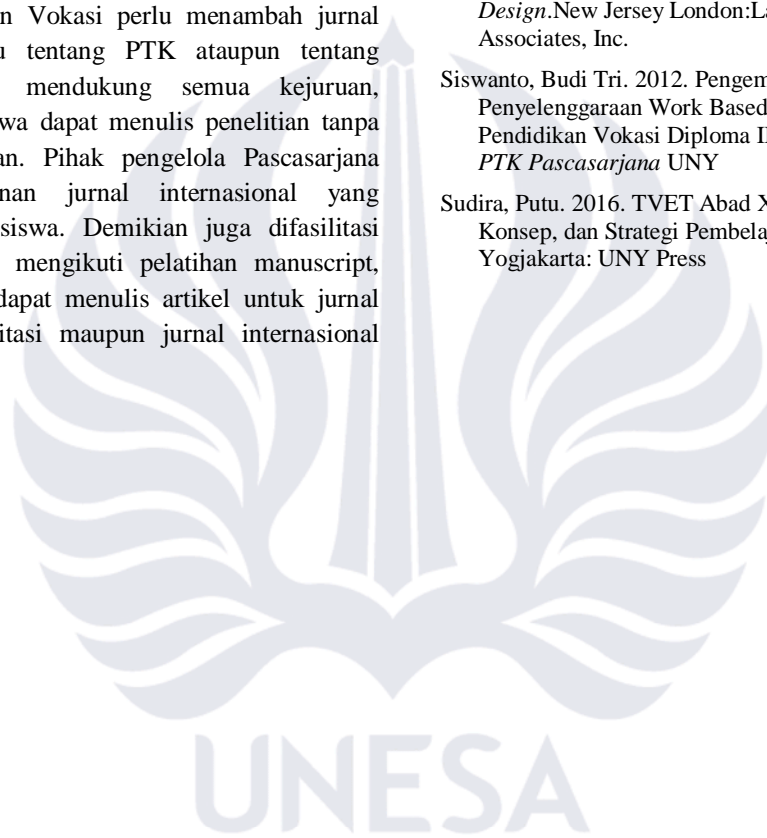 n Vokasi perlu menambah jurnal
u tentang PTK ataupun tentang
mendukung semua kejuruan,
wa dapat menulis penelitian tanpa
an. Pihak pengelola Pascasarjana
nan jurnal internasional yang
siswa. Demikian juga difasilitasi
mengikuti pelatihan manuscript,
dapat menulis artikel untuk jurnal
itasi maupun jurnal internasional
Design.New Jersey London:La
Associates, Inc.
Siswanto, Budi Tri. 2012. Pengem
Penyelenggaraan Work Based
Pendidikan Vokasi Diploma II
PTK Pascasarjana UNY
Sudira, Putu. 2016. TVET Abad X
Konsep, dan Strategi Pembelaj
Yogjakarta: UNY Press
UNESA